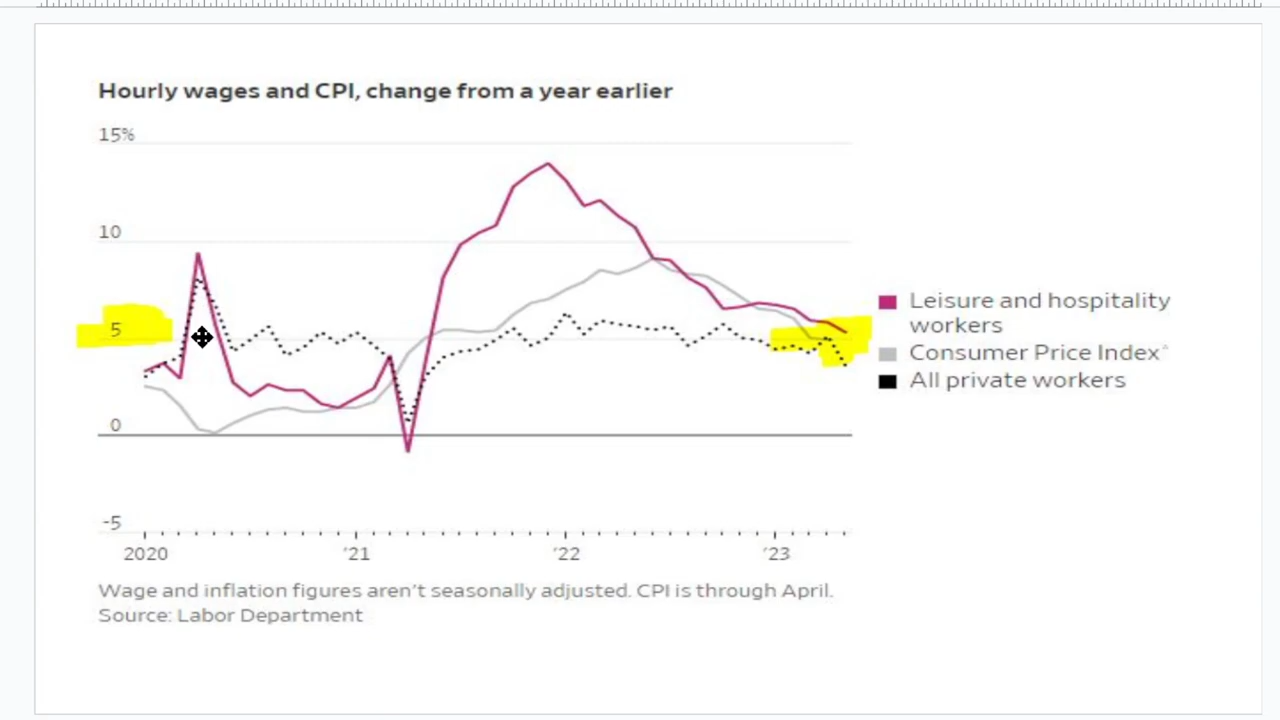 Hourly wages and CPI, change from a year earlier
15%
10
5
0
-5
2020 '21 '22 '23
Leisure and hospitality
workers
Consumer Price Index^
All private workers
Wage and inflation figures aren't seasonally adjusted. CPI is through April.
Source: Labor Department